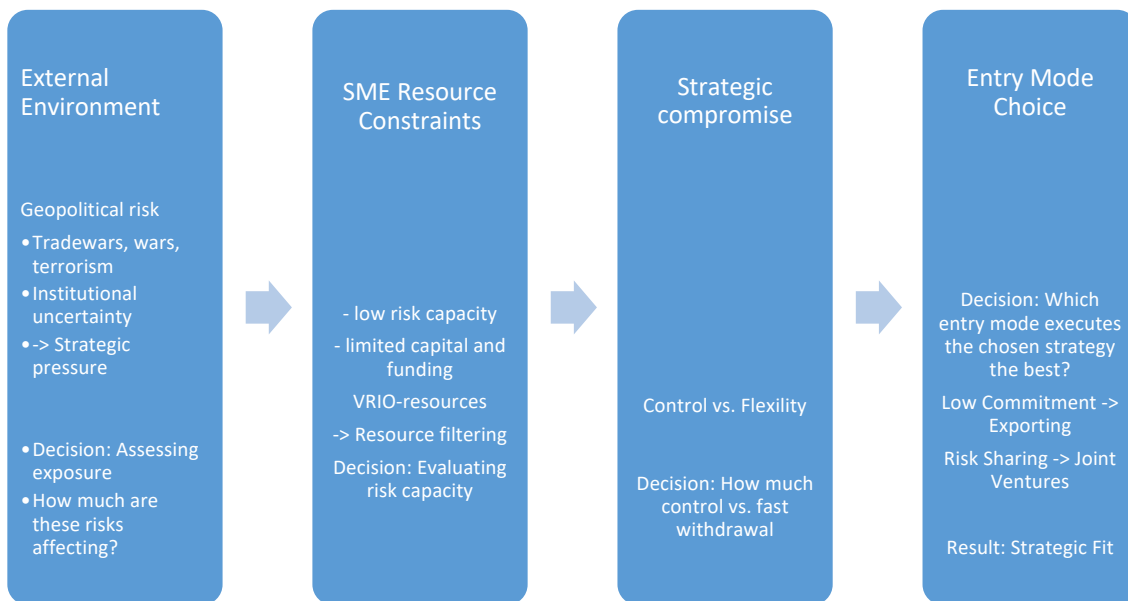 External
Environment
Geopolitical risk
•Tradewars, wars,
terrorism
•Institutional
uncertainty
•-> Strategic
pressure
•Decision: Assessing
exposure
•How much are
these risks
affecting?
SME Resource
Constraints
- low risk capacity
- limited capital and
funding
VRIO-resources
-> Resource filtering
Decision: Evaluating
risk capacity
Strategic
compromise
Control vs. Flexility
Decision: How much
control vs. fast
withdrawal
Entry Mode
Choice
Decision: Which
entry mode executes
the chosen strategy
the best?
Low Commitment ->
Exporting
Risk Sharing -> Joint
Ventures
Result: Strategic Fit